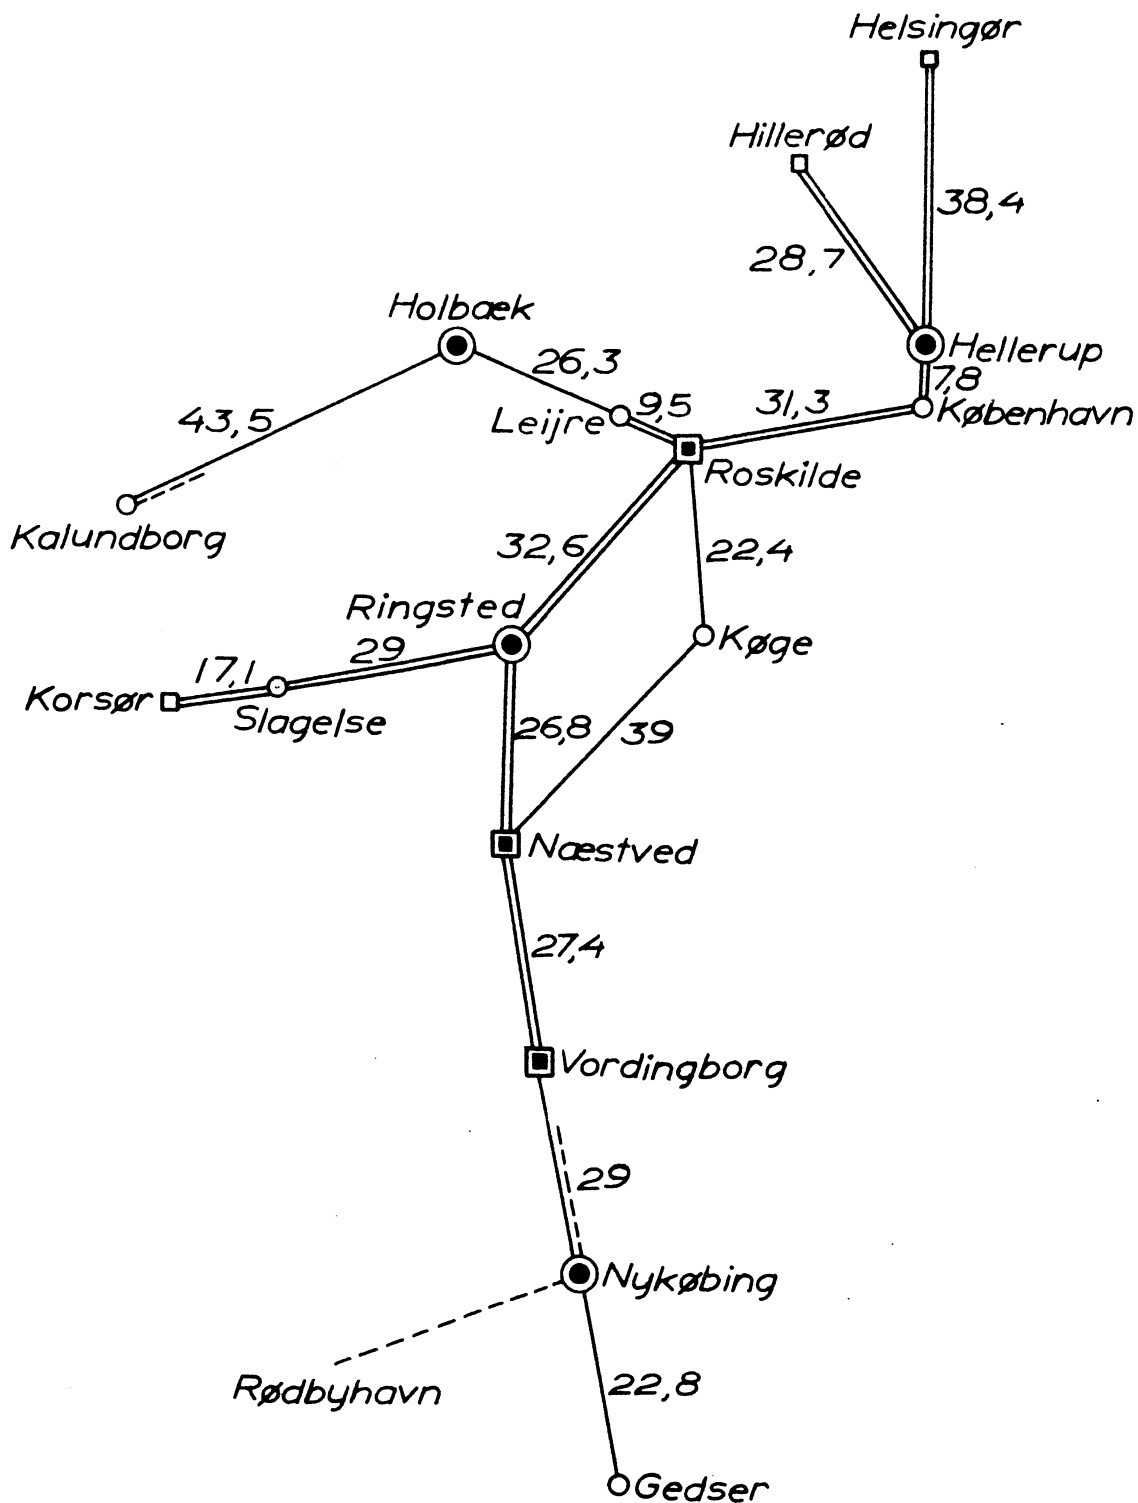 Helsingør
Hillerød
38,4
28,7
Holbæk
Hellerup
26,3
7,8
9,5
31,3
København
43,5
Leijre
Roskilde
Kalundborg
32,6
22,4
Ringsted
Køge
29
17,1
Korsør
Slagelse
26,8
39
Næstved
27,4
Vordingborg
29
Nykøbing
Rødbyhavn
22,8
Gedser